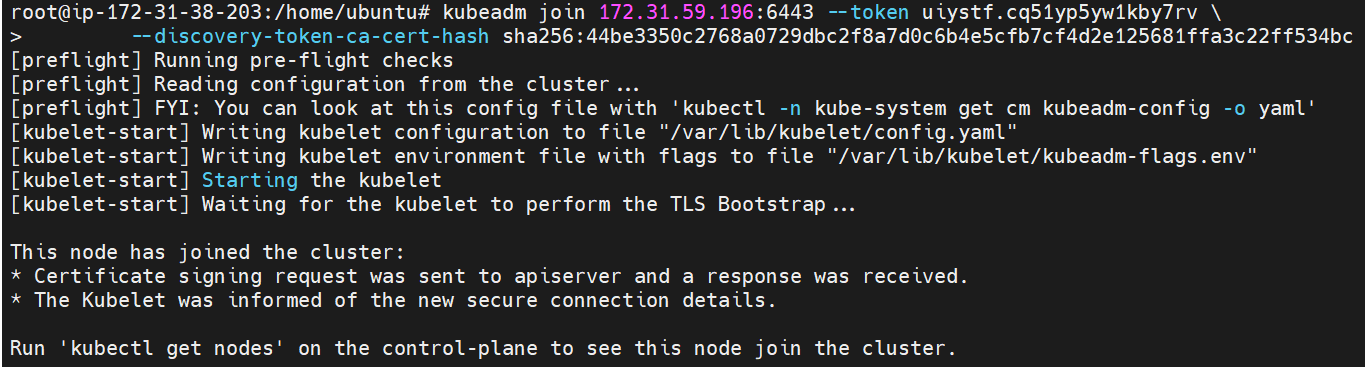 root@ip-172-31-38-203:/home/ubuntu# kubeadm join 172.31.59.196:6443 --token uiystf.cq51yp5yw1kby7rv \
>         --discovery-token-ca-cert-hash sha256:44be3350c2768a0729dbc2f8a7d0c6b4e5cfb7cf4d2e125681ffa3c22ff534bc
[preflight] Running pre-flight checks
[preflight] Reading configuration from the cluster...
[preflight] FYI: You can look at this config file with 'kubectl -n kube-system get cm kubeadm-config -o yaml'
[kubelet-start] Writing kubelet configuration to file "/var/lib/kubelet/config.yaml"
[kubelet-start] Writing kubelet environment file with flags to file "/var/lib/kubelet/kubeadm-flags.env"
[kubelet-start] Starting the kubelet
[kubelet-start] Waiting for the kubelet to perform the TLS Bootstrap...

This node has joined the cluster:
* Certificate signing request was sent to apiserver and a response was received.
* The Kubelet was informed of the new secure connection details.

Run 'kubectl get nodes' on the control-plane to see this node join the cluster.